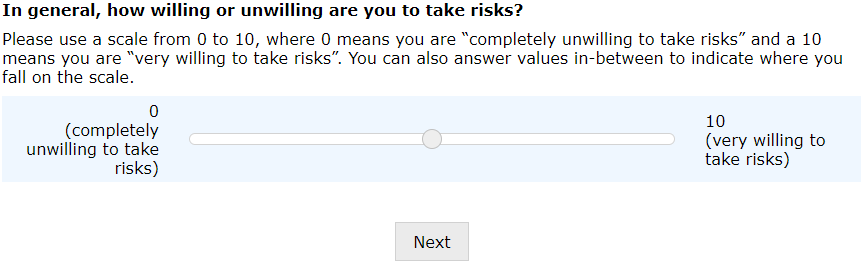 In general, how willing or unwilling are you to take risks?
Please use a scale from 0 to 10, where 0 means you are “completely unwilling to take risks” and a 10
means you are “very willing to take risks”. You can also answer values in-between to indicate where you
fall on the scale.
0
(completely
unwilling to take
risks)
10
(very willing to
take risks)
Next